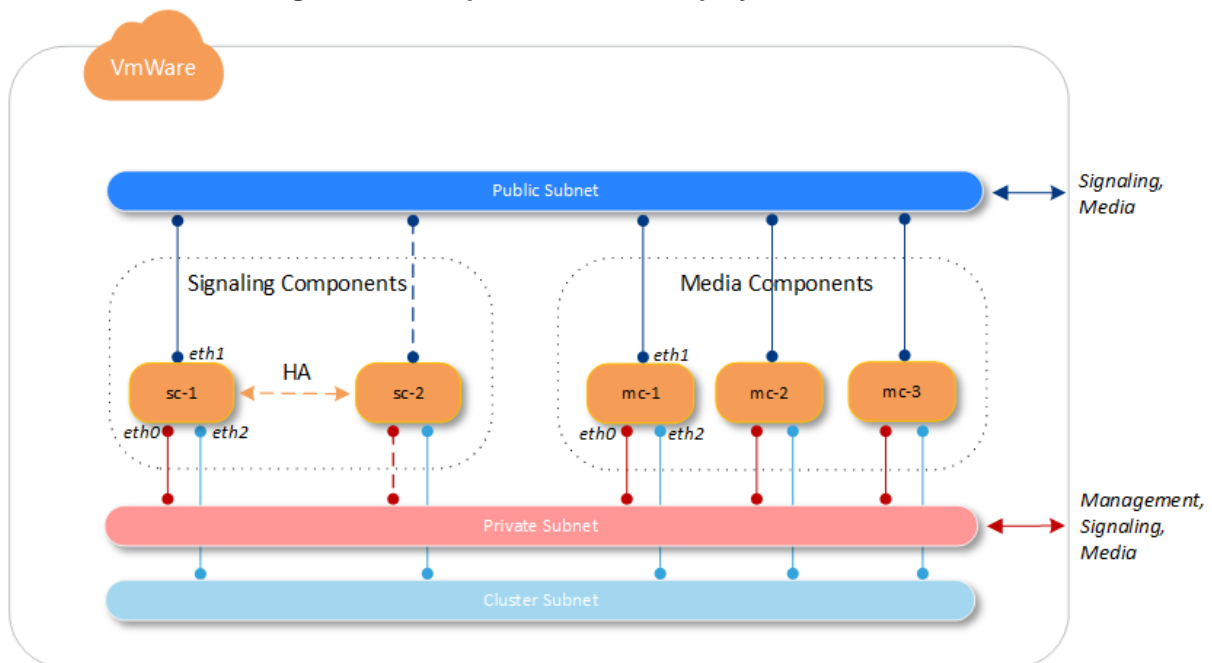 VmWare
Public Subnet
Signaling,
Media
Signaling Components
Media Components
eth1
HA
eth1
sc-1
sc-2
mc-1
mc-2
mc-3
eth0
eth2
eth0
eth2
Management,
Signaling,
Media
Private Subnet
Cluster Subnet